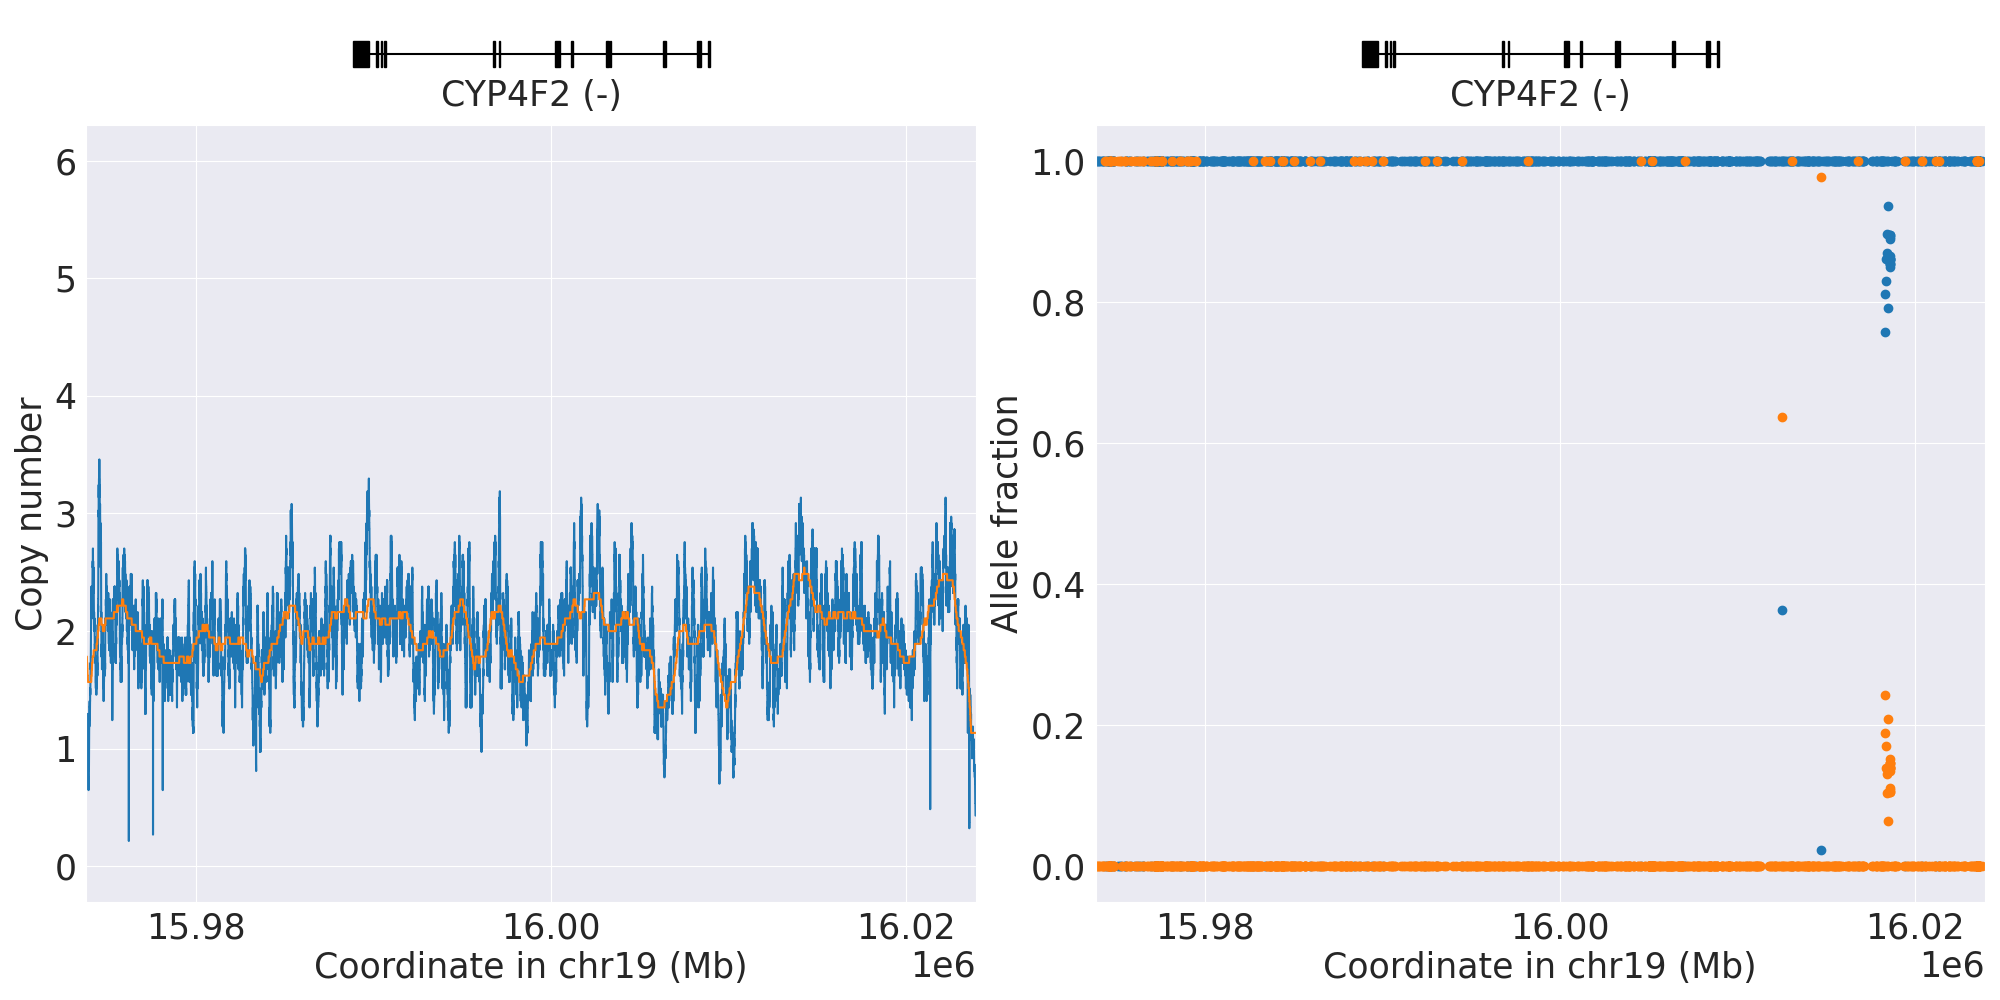 CYP4F2 (-)
6
5
4
3
2
1
0
Copy number
15.98
16.00
16.02
Coordinate in chr19 (Mb)
1e6
CYP4F2 (-)
1.0
0.8
0.6
0.4
0.2
0.0
Allele fraction
15.98
16.00
16.02
Coordinate in chr19 (Mb)
1e6